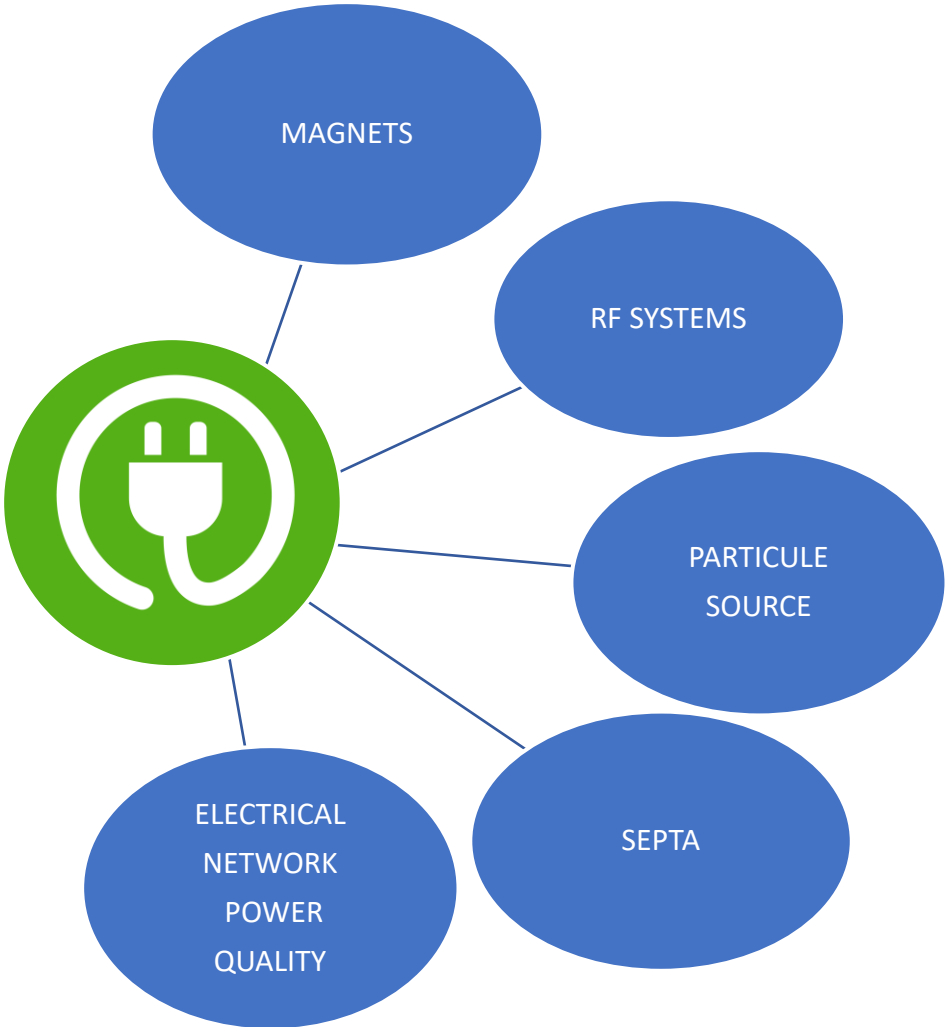 MAGNETS
RF SYSTEMS
PARTICULE
SOURCE
SEPTA
ELECTRICAL
NETWORK
POWER
QUALITY